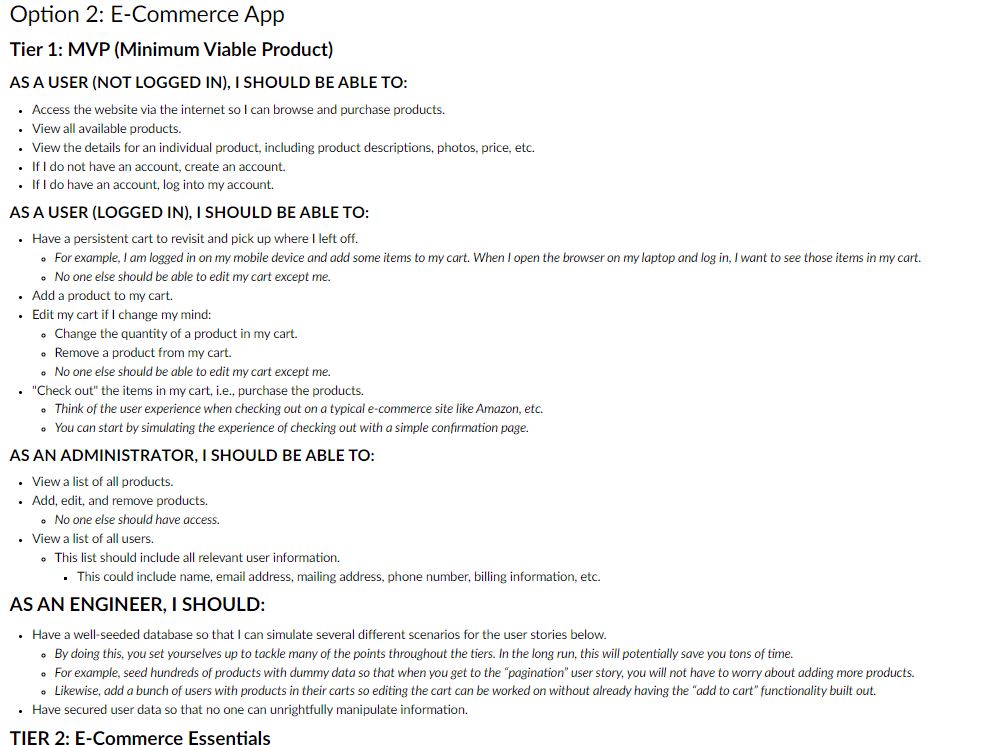 Option 2: E-Commerce App
Tier 1: MVP (Minimum Viable Product)
AS A USER (NOT LOGGED IN), I SHOULD BE ABLE TO:
• Access the website via the internet so I can browse and purchase products.
• View all available products.
• View the details for an individual product, including product descriptions, photos, price, etc.
• If I do not have an account, create an account.
• If I do have an account, log into my account.
AS A USER (LOGGED IN), I SHOULD BE ABLE TO:
• Have a persistent cart to revisit and pick up where I left off.
• For example, I am logged in on my mobile device and add some items to my cart. When I open the browser on my laptop and log in, I want to see those items in my cart.
• No one else should be able to edit my cart except me.
• Add a product to my cart.
• Edit my cart if I change my mind:
• Change the quantity of a product in my cart.
• Remove a product from my cart.
• No one else should be able to edit my cart except me.
• "Check out" the items in my cart, i.e., purchase the products.
• Think of the user experience when checking out on a typical e-commerce site like Amazon, etc.
• You can start by simulating the experience of checking out with a simple confirmation page.
AS AN ADMINISTRATOR, I SHOULD BE ABLE TO:
• View a list of all products.
• Add, edit, and remove products.
• No one else should have access.
• View a list of all users.
• This list should include all relevant user information.
• This could include name, email address, mailing address, phone number, billing information, etc.
AS AN ENGINEER, I SHOULD:
• Have a well-seeded database so that I can simulate several different scenarios for the user stories below.
• By doing this, you set yourselves up to tackle many of the points throughout the tiers. In the long run, this will potentially save you tons of time.
• For example, seed hundreds of products with dummy data so that when you get to the “pagination” user story, you will not have to worry about adding more products.
• Likewise, add a bunch of users with products in their carts so editing the cart can be worked on without already having the “add to cart” functionality built out.
• Have secured user data so that no one can unrightfully manipulate information.
TIER 2: E-Commerce Essentials